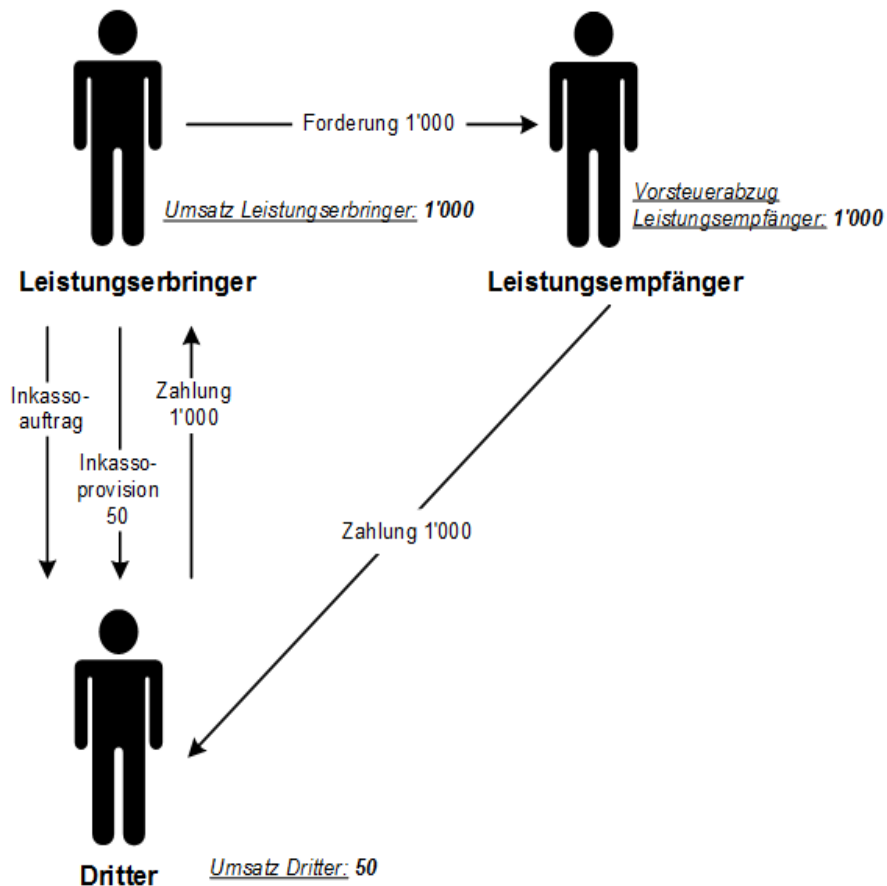 Forderung 1'000
Umsatz Leistungserbringer: 1'000
Vorsteuerabzug
Leistungsempfänger: 1'000
Leistungserbringer
Leistungsempfänger
Inkasso-
auftrag
Inkasso-
provision
50
Zahlung
1'000
Zahlung 1'000
Dritter
Umsatz Dritter: 50